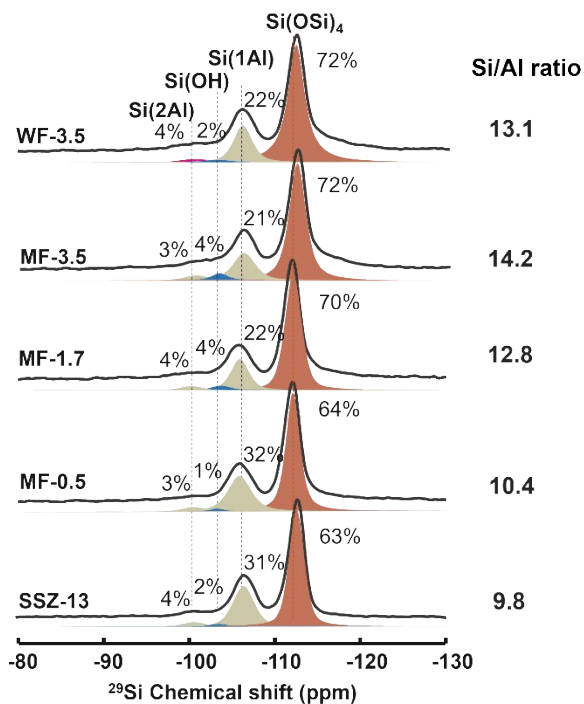 Si(OSi)₄
Si(1Al)
Si(OH)
Si(2Al)
Si/Al ratio
WF-3.5 4% 2% 22% 72% 13.1
MF-3.5 3% 4% 21% 72% 14.2
MF-1.7 4% 4% 22% 70% 12.8
MF-0.5 3% 1% 32% 64% 10.4
SSZ-13 4% 2% 31% 63% 9.8
-80 -90 -100 -110 -120 -130
²⁹Si Chemical shift (ppm)